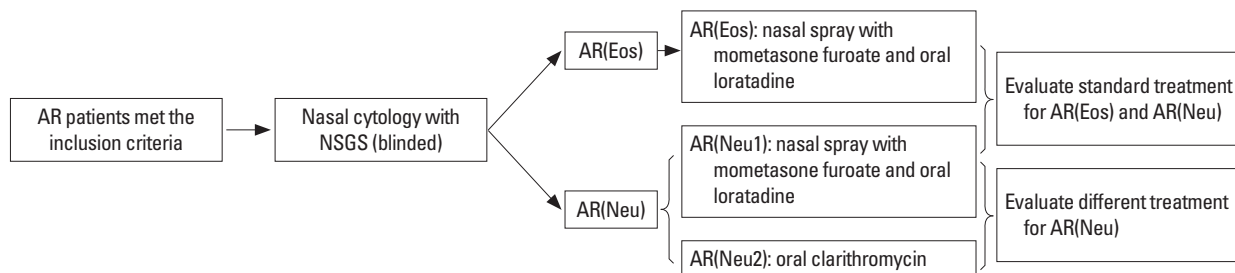 AR patients met the
inclusion criteria
Nasal cytology with
NSGS (blinded)
AR(Eos)
AR(Neu)
AR(Eos): nasal spray with
mometasone furoate and oral
loratadine
AR(Neu1): nasal spray with
mometasone furoate and oral
loratadine
AR(Neu2): oral clarithromycin
Evaluate standard treatment
for AR(Eos) and AR(Neu)
Evaluate different treatment
for AR(Neu)